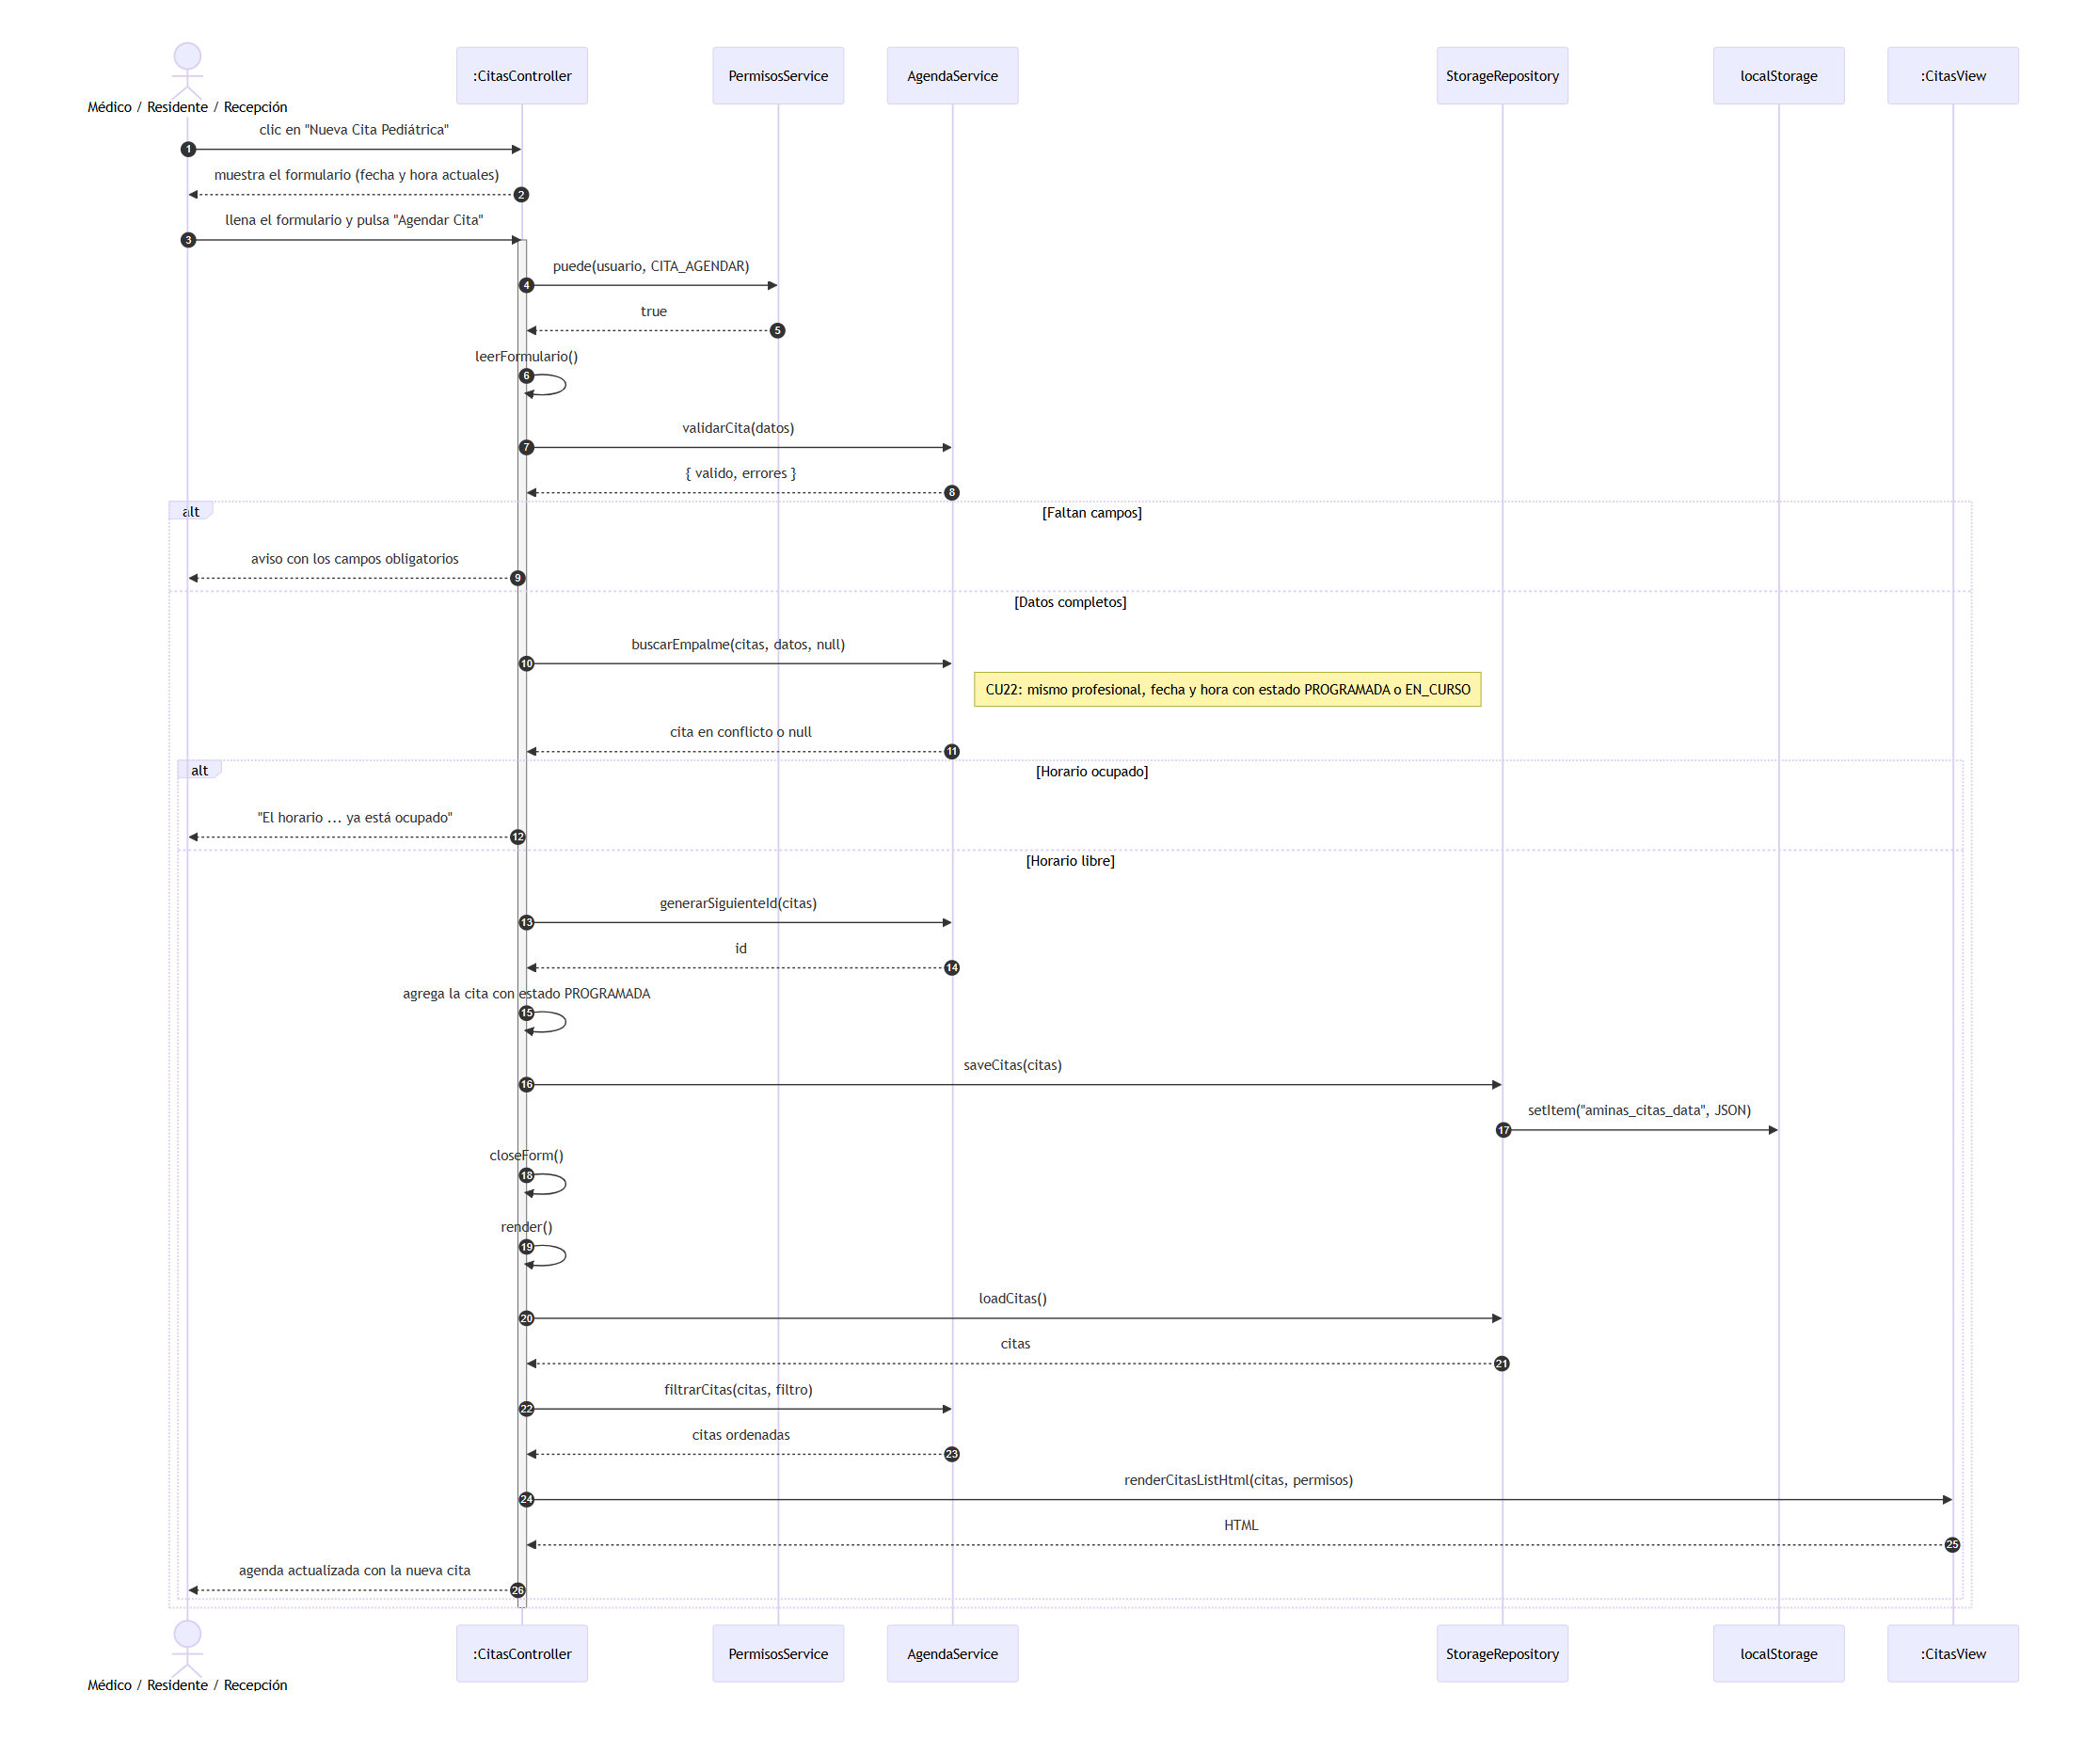 Médico / Residente / Recepción
:CitasController
PermisosService
AgendaService
StorageRepository
localStorage
:CitasView
clic en "Nueva Cita Pediátrica"
1
muestra el formulario (fecha y hora actuales)
2
llena el formulario y pulsa "Agendar Cita"
3
puede(usuario, CITA_AGENDAR)
4
true
5
leerFormulario()
6
validarCita(datos)
7
{ valido, errores }
8
alt
[Faltan campos]
aviso con los campos obligatorios
9
[Datos completos]
buscarEmpalme(citas, datos, null)
10
CU22: mismo profesional, fecha y hora con estado PROGRAMADA o EN_CURSO
cita en conflicto o null
11
alt
[Horario ocupado]
"El horario ... ya está ocupado"
12
[Horario libre]
generarSiguienteId(citas)
13
id
14
agrega la cita con estado PROGRAMADA
15
saveCitas(citas)
16
setItem("aminas_citas_data", JSON)
17
closeForm()
18
render()
19
loadCitas()
20
citas
21
filtrarCitas(citas, filtro)
22
citas ordenadas
23
renderCitasListHtml(citas, permisos)
24
HTML
25
agenda actualizada con la nueva cita
26
Médico / Residente / Recepción
:CitasController
PermisosService
AgendaService
StorageRepository
localStorage
:CitasView